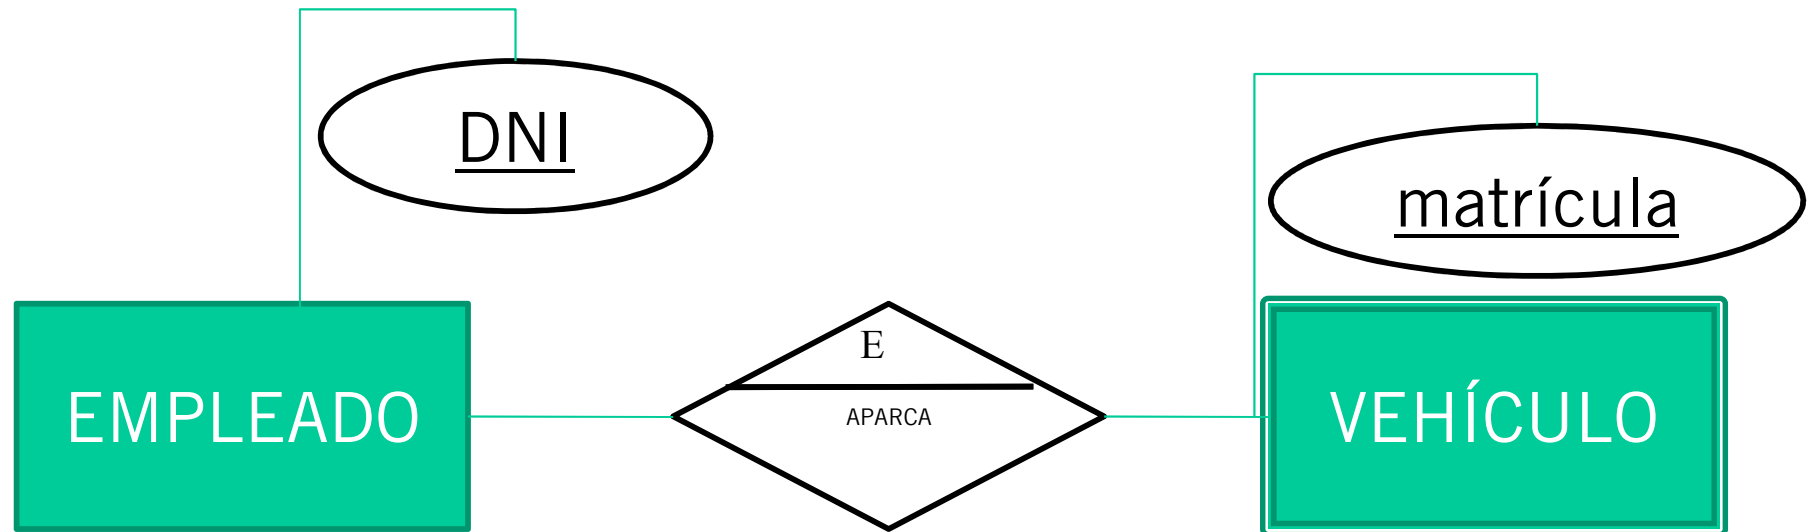 DNI
matrícula
E
EMPLEADO
APARCA
VEHÍCULO